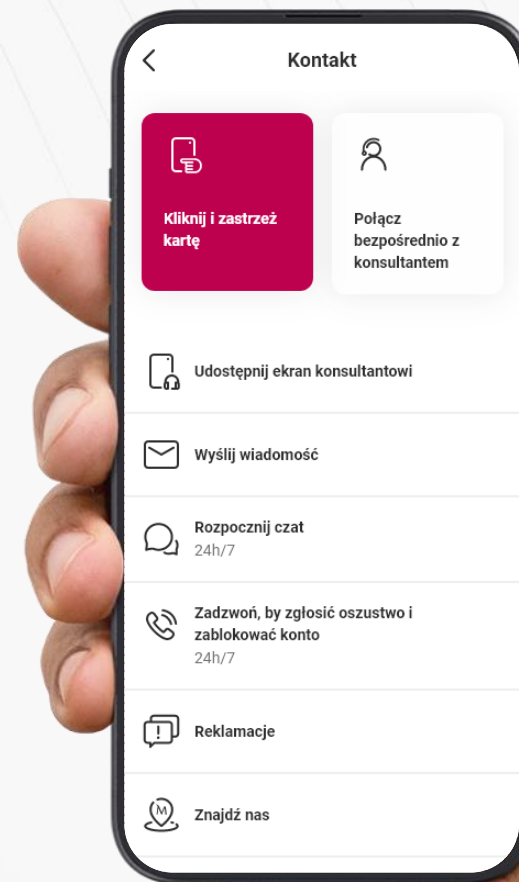 Kontakt
Kliknij i zastrzeż
kartę
Połącz
bezpośrednio z
konsultantem
Udostępnij ekran konsultantowi
Wyślij wiadomość
Rozpocznij czat
24h/7
Zadzwoń, by zgłosić oszustwo i
zablokować konto
24h/7
Reklamacje
M
Znajdź nas